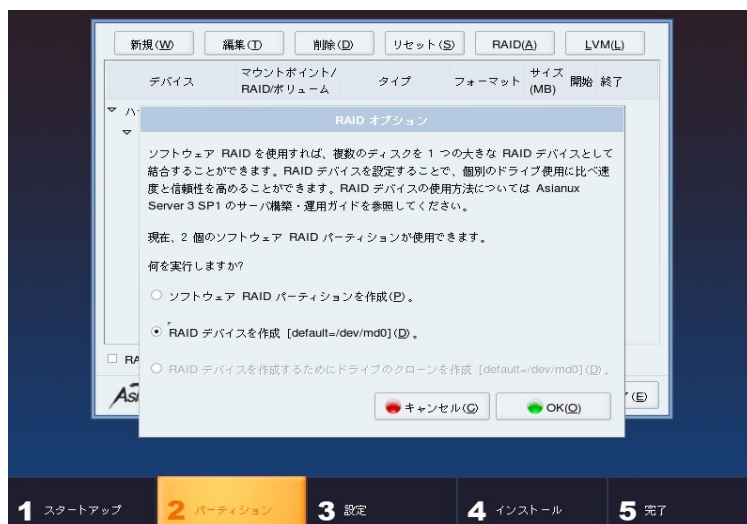 新規(W) 編集(T) 削除(D) リセット(S) RAID(A) LVM(L)
デバイス マウントポイント/ RAID/ボリューム タイプ フォーマット サイズ (MB) 開始 終了
RAID オプション
ソフトウェア RAID を使用すれば、複数のディスクを 1 つの大きな RAID デバイスとして
結合することができます。RAID デバイスを設定することで、個別のドライブ使用に比べ速
度と信頼性を高めることができます。RAID デバイスの使用方法については Asianux
Server 3 SP1 のサーバ構築・運用ガイドを参照してください。
現在、2 個のソフトウェア RAID パーティションが使用できます。
何を実行しますか?
ソフトウェア RAID パーティションを作成(P)。
RAID デバイスを作成 [default=/dev/md0](D)。
RAID デバイスを作成するためにドライブのクローンを作成 [default=/dev/md0](D)。
キャンセル(C) OK(O)
(E)
1 スタートアップ 2 パーティション 3 設定 4 インストール 5 完了